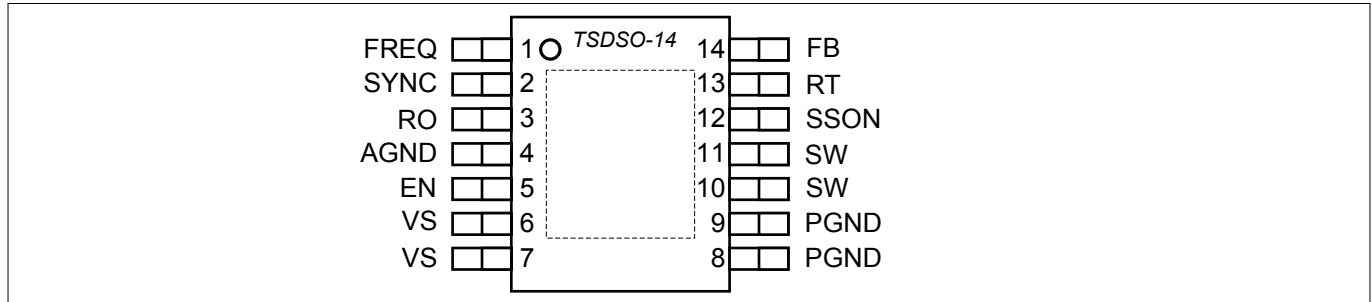 FREQ 1 TSDSO-14 14 FB
SYNC 2 13 RT
RO 3 12 SSON
AGND 4 11 SW
EN 5 10 SW
VS 6 9 PGND
VS 7 8 PGND